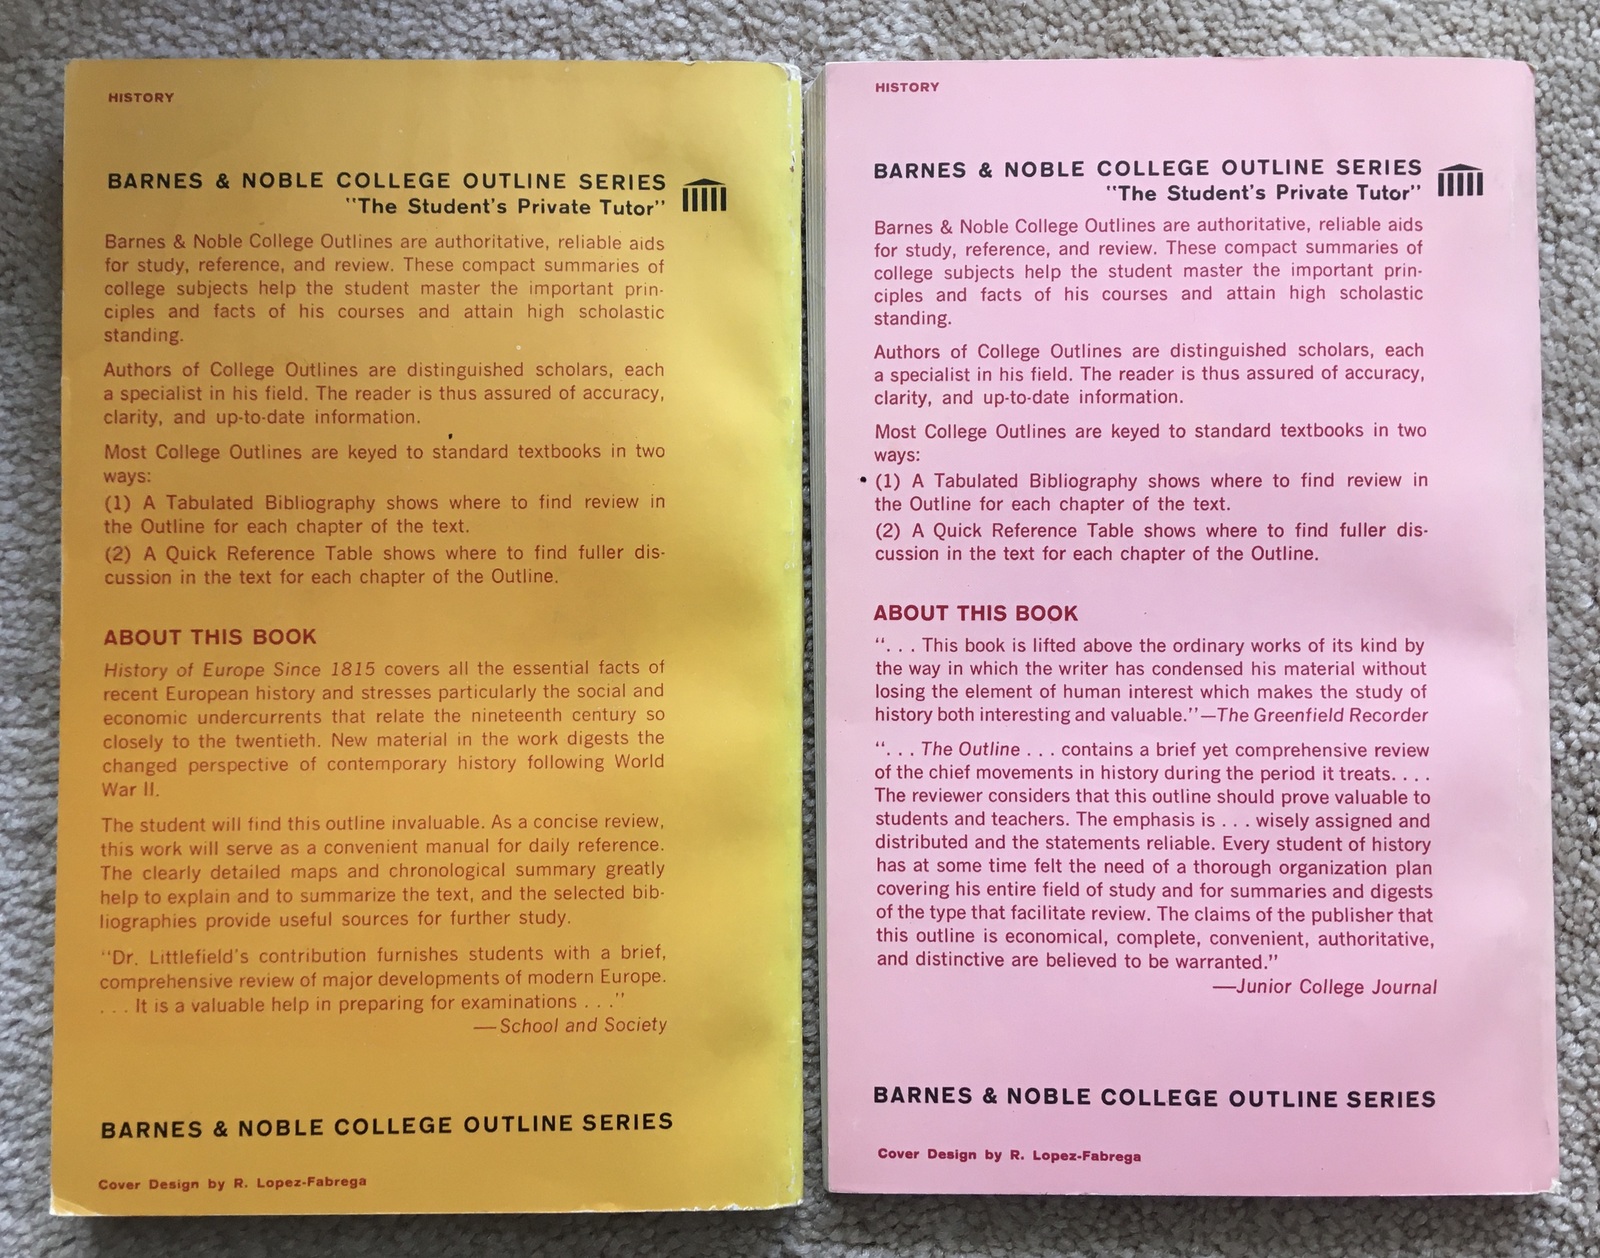 HISTORY
BARNES & NOBLE COLLEGE OUTLINE SERIES
"The Student's Private Tutor"
Barnes & Noble College Outlines are authoritative, reliable aids
for study, reference, and review. These compact summaries of
college subjects help the student master the important prin-
ciples and facts of his courses and attain high scholastic
standing.
Authors of College Outlines are distinguished scholars, each
a specialist in his field. The reader is thus assured of accuracy,
clarity, and up-to-date information.
Most College Outlines are keyed to standard textbooks in two
ways:
(1) A Tabulated Bibliography shows where to find review in
the Outline for each chapter of the text.
(2) A Quick Reference Table shows where to find fuller dis-
cussion in the text for each chapter of the Outline.
ABOUT THIS BOOK
History of Europe Since 1815 covers all the essential facts of
recent European history and stresses particularly the social and
economic undercurrents that relate the nineteenth century so
closely to the twentieth. New material in the work digests the
changed perspective of contemporary history following World
War II.
The student will find this outline invaluable. As a concise review,
this work will serve as a convenient manual for daily reference.
The clearly detailed maps and chronological summary greatly
help to explain and to summarize the text, and the selected bib-
liographies provide useful sources for further study.
"Dr. Littlefield's contribution furnishes students with a brief,
comprehensive review of major developments of modern Europe.
. . . It is a valuable help in preparing for examinations . . ."
—School and Society
BARNES & NOBLE COLLEGE OUTLINE SERIES
Cover Design by R. Lopez-Fabrega
HISTORY
BARNES & NOBLE COLLEGE OUTLINE SERIES
"The Student's Private Tutor"
Barnes & Noble College Outlines are authoritative, reliable aids
for study, reference, and review. These compact summaries of
college subjects help the student master the important prin-
ciples and facts of his courses and attain high scholastic
standing.
Authors of College Outlines are distinguished scholars, each
a specialist in his field. The reader is thus assured of accuracy,
clarity, and up-to-date information.
Most College Outlines are keyed to standard textbooks in two
ways:
(1) A Tabulated Bibliography shows where to find review in
the Outline for each chapter of the text.
(2) A Quick Reference Table shows where to find fuller dis-
cussion in the text for each chapter of the Outline.
ABOUT THIS BOOK
". . . This book is lifted above the ordinary works of its kind by
the way in which the writer has condensed his material without
losing the element of human interest which makes the study of
history both interesting and valuable."—The Greenfield Recorder
". . . The Outline . . . contains a brief yet comprehensive review
of the chief movements in history during the period it treats. . . .
The reviewer considers that this outline should prove valuable to
students and teachers. The emphasis is . . . wisely assigned and
distributed and the statements reliable. Every student of history
has at some time felt the need of a thorough organization plan
covering his entire field of study and for summaries and digests
of the type that facilitate review. The claims of the publisher that
this outline is economical, complete, convenient, authoritative,
and distinctive are believed to be warranted."
—Junior College Journal
BARNES & NOBLE COLLEGE OUTLINE SERIES
Cover Design by R. Lopez-Fabrega